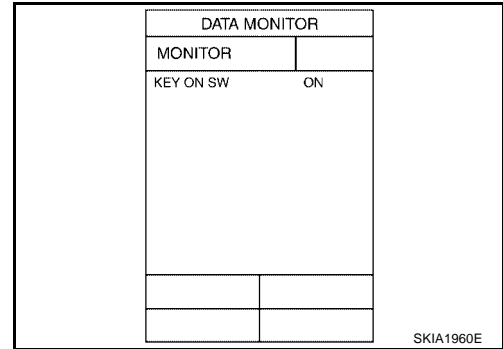 DATA MONITOR
MONITOR
KEY ON SW ON
SKIA1960E